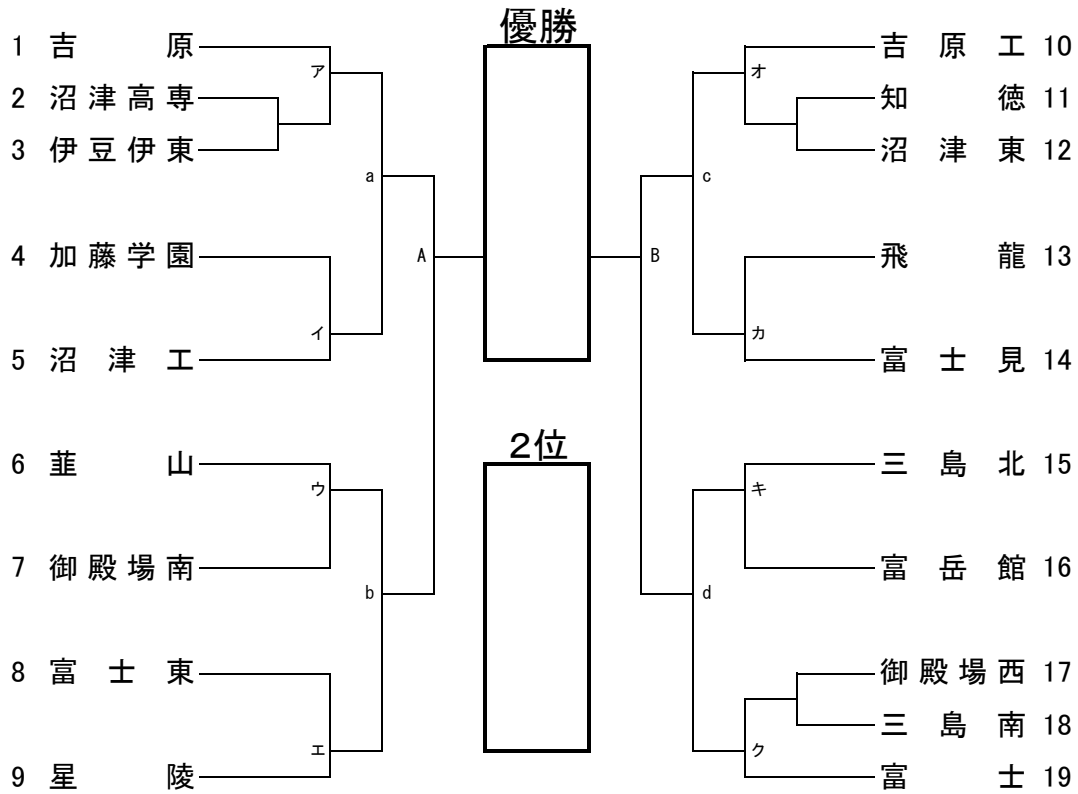 優勝
1 吉原
ア
2 沼津高専
3 伊豆伊東
a
4 加藤学園
A
イ
5 沼津工
6 韮山
ウ
7 御殿場南
b
8 富士東
エ
9 星陵
2位
吉原工 10
オ
知徳 11
沼津東 12
c
飛龍 13
B
カ
富士見 14
三島北 15
キ
富岳館 16
d
御殿場西 17
三島南 18
ク
富士 19